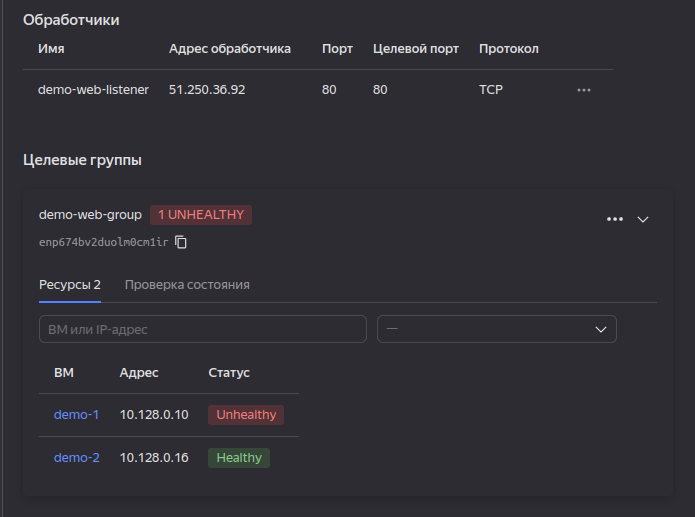 Обработчики
Имя Адрес обработчика Порт Целевой порт Протокол
demo-web-listener 51.250.36.92 80 80 TCP
Целевые группы
demo-web-group 1 UNHEALTHY
enp674bv2duolm0cm1ir
Ресурсы 2 Проверка состояния
ВМ или IP-адрес —
ВМ Адрес Статус
demo-1 10.128.0.10 Unhealthy
demo-2 10.128.0.16 Healthy